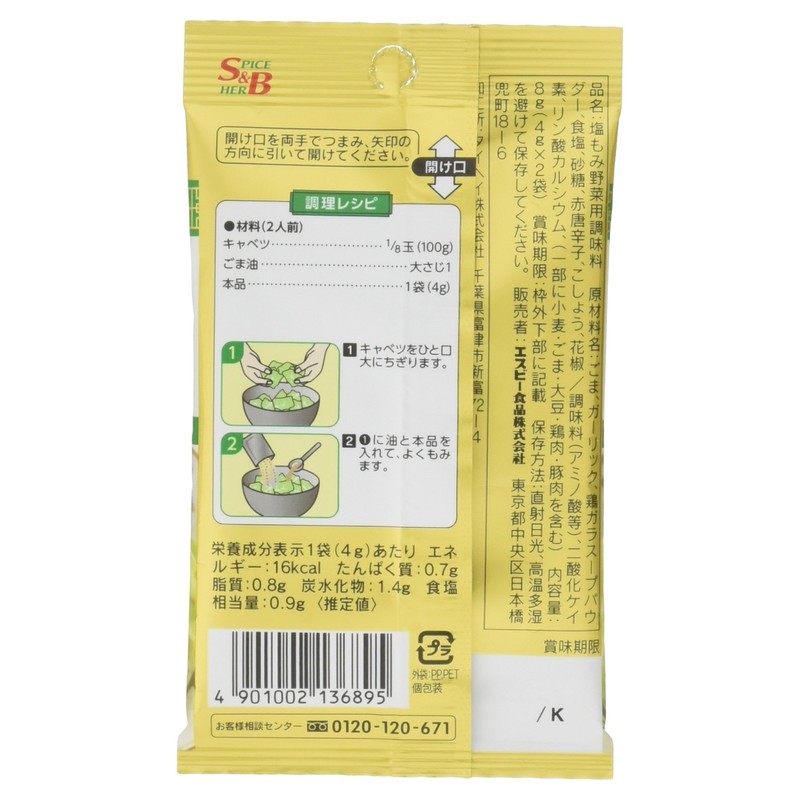 SPICE
&
HERB
開け口を両手でつまみ、矢印の
方向に引いて開けてください。
開け口
調理レシピ
●材料(2人前)
キャベツ……………… 1/8玉(100g)
ごま油……………………大さじ1
本品………………………1袋(4g)
1
1 キャベツをひと口
大にちぎります。
2
2 ❶に油と本品を
入れて、よくもみ
ます。
栄養成分表示1袋(4g)あたり エネ
ルギー:16kcal たんぱく質:0.7g
脂質:0.8g 炭水化物:1.4g 食塩
相当量:0.9g 〈推定値〉
4 901002 136895
プラ
外袋:PP,PET
個包装
お客様相談センター 0120-120-671
品名:塩もみ野菜用調味料 原材料名:ごま、ガーリック、鶏ガラスープパウ
ダー、食塩、砂糖、赤唐辛子、こしょう、花椒/調味料(アミノ酸等)、二酸化ケイ
素、リン酸カルシウム、(一部に小麦・ごま・大豆・鶏肉・豚肉を含む) 内容量:
8g(4g×2袋) 賞味期限:枠外下部に記載 保存方法:直射日光、高温多湿
を避けて保存してください。 販売者:エスビー食品株式会社 東京都中央区日本橋
兜町18-6
株式会社 千葉県富津市新富72-4
賞味期限
/K